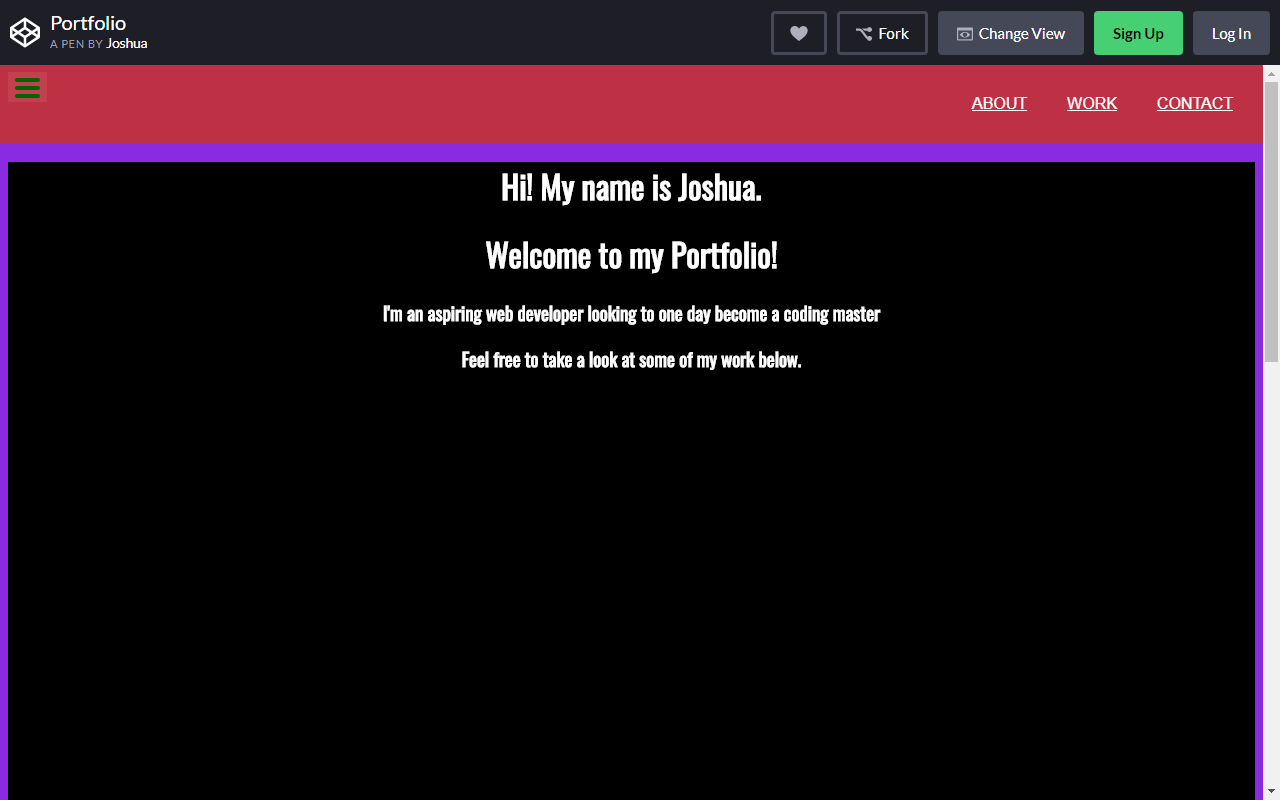 Portfolio
A PEN BY Joshua
Fork
Change View
Sign Up
Log In
ABOUT
WORK
CONTACT
Hi! My name is Joshua.
Welcome to my Portfolio!
I'm an aspiring web developer looking to one day become a coding master
Feel free to take a look at some of my work below.